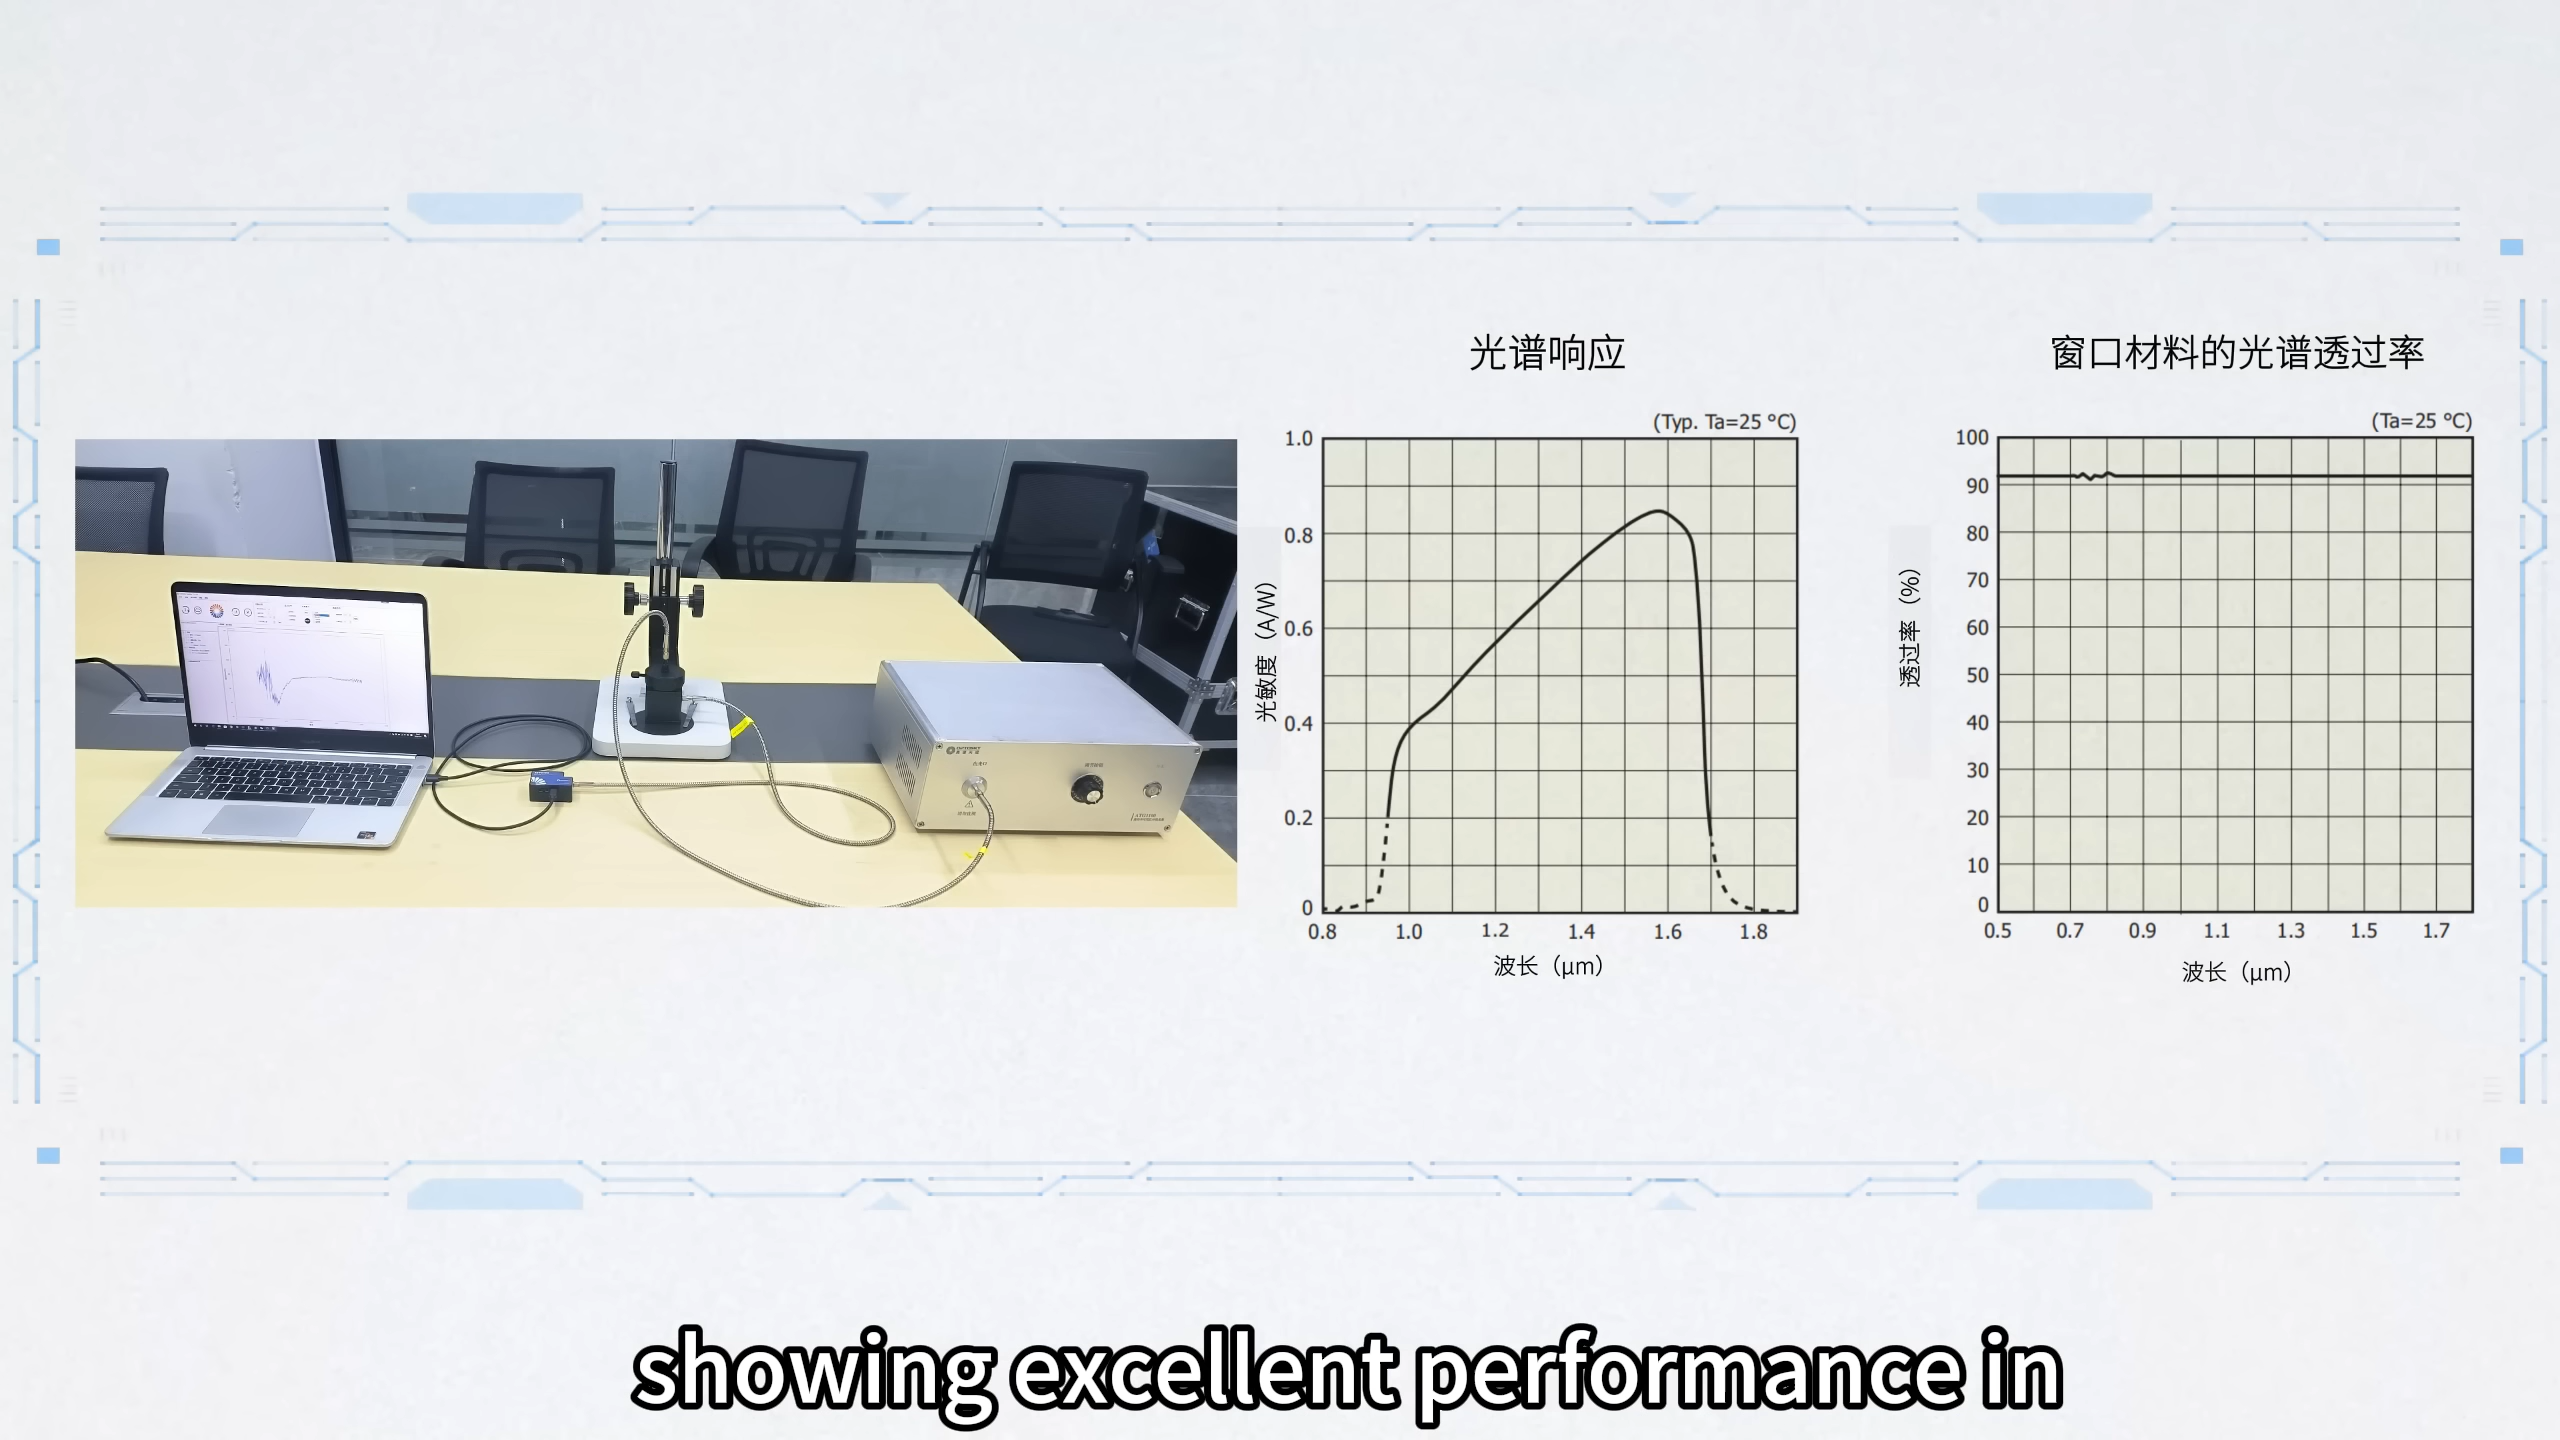 光谱响应
(Typ. Ta=25 °C)
光敏度（A/W）
1.0
0.8
0.6
0.4
0.2
0
0.8 1.0 1.2 1.4 1.6 1.8
波长（μm）
窗口材料的光谱透过率
(Ta=25 °C)
透过率（%）
100
90
80
70
60
50
40
30
20
10
0
0.5 0.7 0.9 1.1 1.3 1.5 1.7
波长（μm）
showing excellent performance in